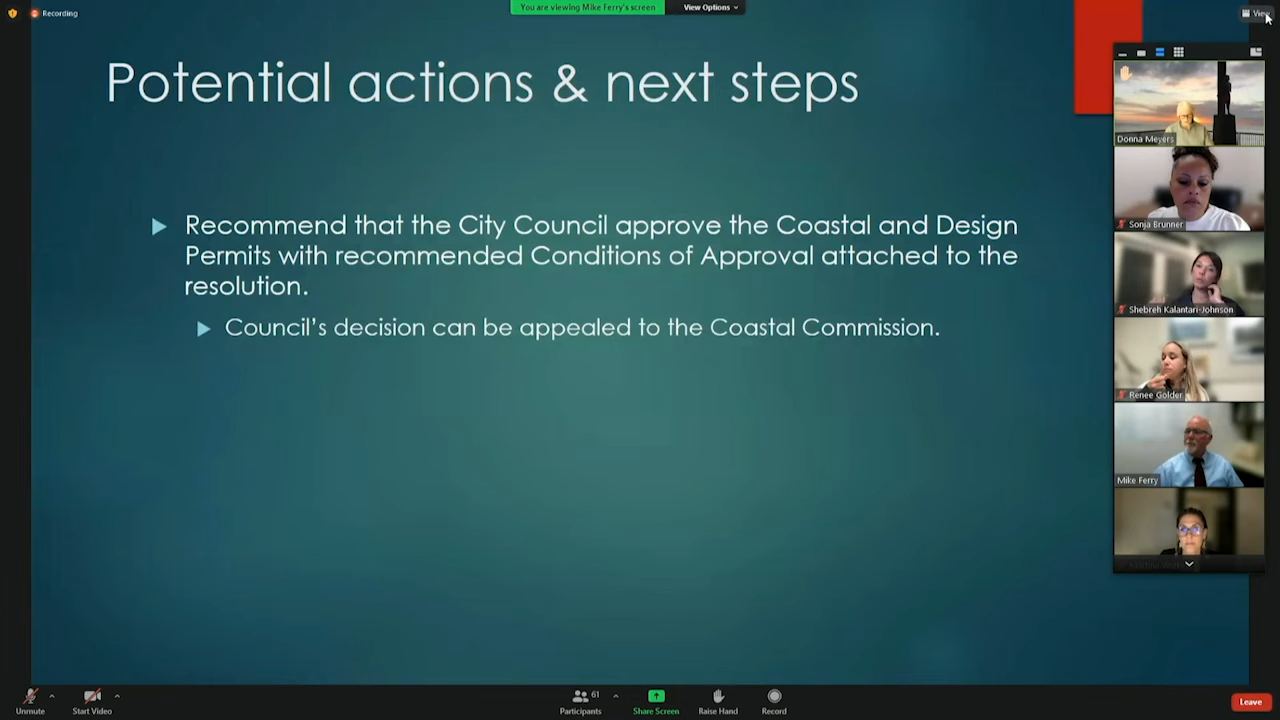 Recording
You are viewing Mike Ferry's screen
View Options
View
Potential actions & next steps
Recommend that the City Council approve the Coastal and Design
Permits with recommended Conditions of Approval attached to the
resolution.
Council's decision can be appealed to the Coastal Commission.
Donna Meyers
Sonja Brunner
Shebreh Kalantari-Johnson
Renee Golder
Mike Ferry
Unmute
Start Video
61
Participants
Share Screen
Raise Hand
Record
Leave